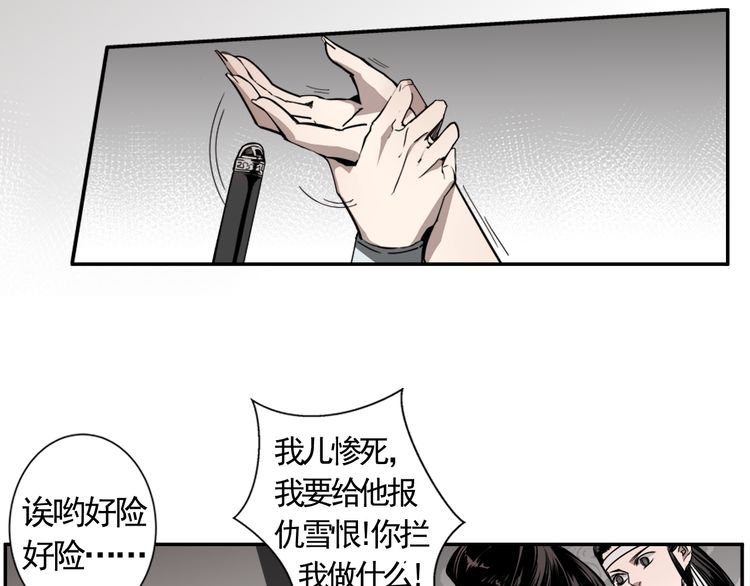 我儿惨死，
我要给他报
仇雪恨！你拦
我做什么！
诶哟好险
好险……